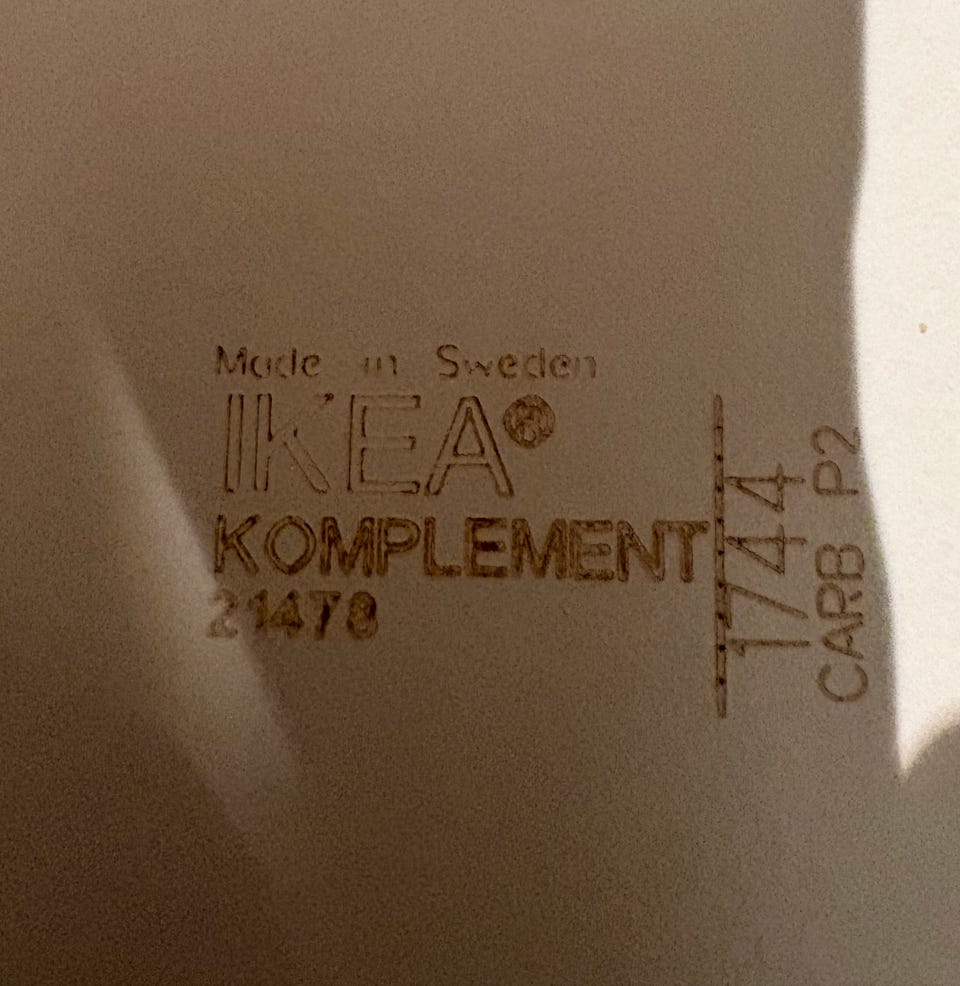 Made in Sweden
IKEA®
KOMPLEMENT
21478
1744
CARB P2